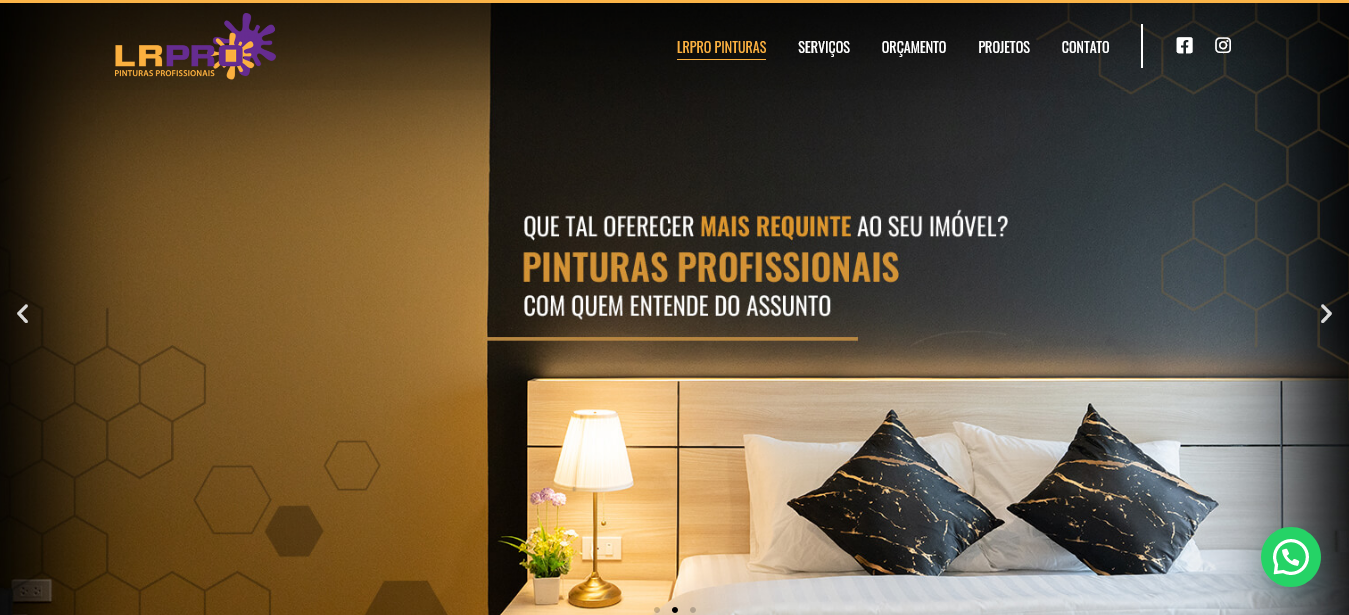 LRPRO
PINTURAS PROFISSIONAIS
LRPRO PINTURAS
SERVIÇOS
ORÇAMENTO
PROJETOS
CONTATO
QUE TAL OFERECER MAIS REQUINTE AO SEU IMÓVEL?
PINTURAS PROFISSIONAIS
COM QUEM ENTENDE DO ASSUNTO